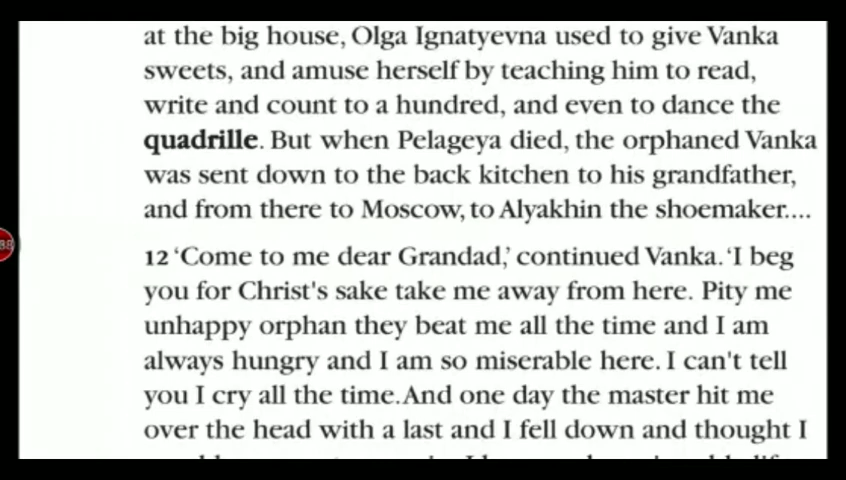 at the big house, Olga Ignatyevna used to give Vanka
sweets, and amuse herself by teaching him to read,
write and count to a hundred, and even to dance the
quadrille. But when Pelageya died, the orphaned Vanka
was sent down to the back kitchen to his grandfather,
and from there to Moscow, to Alyakhin the shoemaker....
12 ‘Come to me dear Grandad,’ continued Vanka. ‘I beg
you for Christ's sake take me away from here. Pity me
unhappy orphan they beat me all the time and I am
always hungry and I am so miserable here. I can't tell
you I cry all the time. And one day the master hit me
over the head with a last and I fell down and thought I